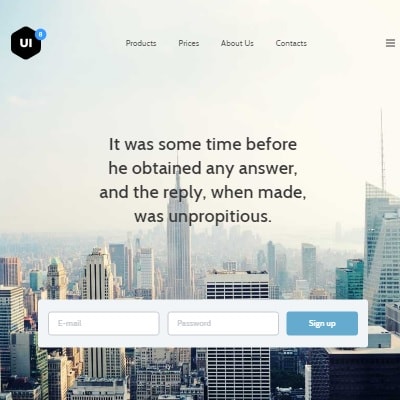 UI 8
Products Prices About Us Contacts
It was some time before
he obtained any answer,
and the reply, when made,
was unpropitious.
E-mail Password Sign up